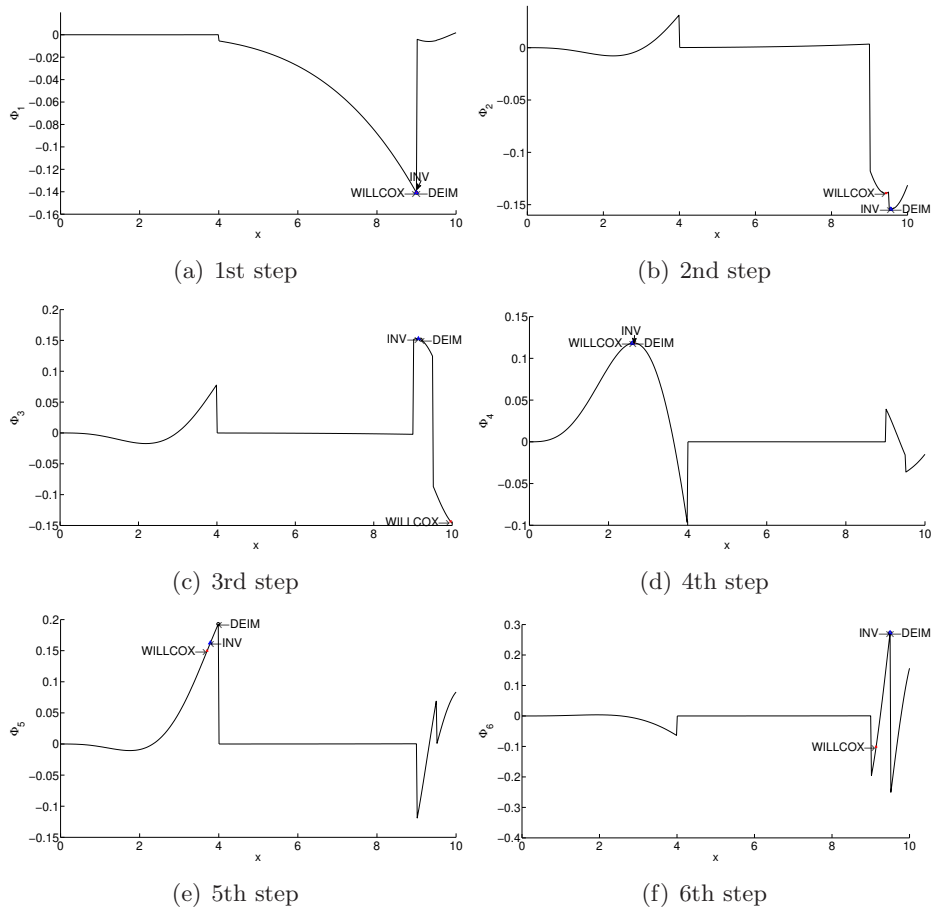 0
−0.02
−0.04
−0.06
−0.08
−0.1
−0.12
−0.14
−0.16
Φ1
INV
WILLCOX DEIM
0 2 4 6 8 10
x
(a) 1st step
0
−0.05
−0.1
−0.15
Φ2
WILLCOX
INV DEIM
0 2 4 6 8 10
x
(b) 2nd step
0.2
0.15
0.1
0.05
0
−0.05
−0.1
−0.15
Φ3
INV DEIM
WILLCOX
0 2 4 6 8 10
x
(c) 3rd step
0.15
0.1
0.05
0
−0.05
−0.1
Φ4
INV
WILLCOX DEIM
0 2 4 6 8 10
x
(d) 4th step
0.2
0.15
0.1
0.05
0
−0.05
−0.1
−0.15
Φ5
DEIM
INV
WILLCOX
0 2 4 6 8 10
x
(e) 5th step
0.3
0.2
0.1
0
−0.1
−0.2
−0.3
−0.4
Φ6
INV DEIM
WILLCOX
0 2 4 6 8 10
x
(f) 6th step